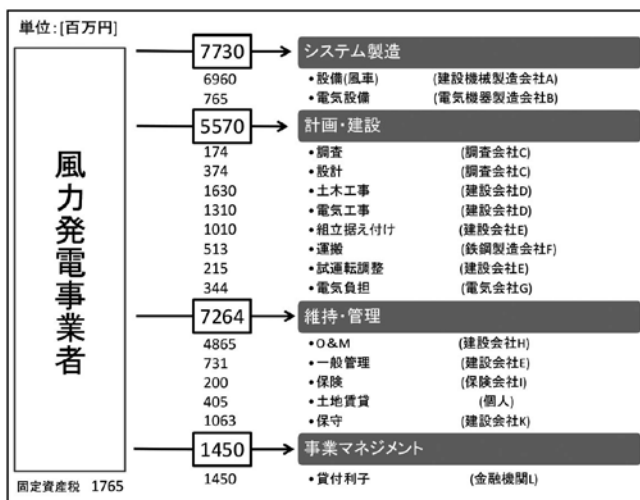 単位:[百万円]
風力発電事業者
固定資産税 1765
7730 システム製造
6960 •設備(風車) (建設機械製造会社A)
765 •電気設備 (電気機器製造会社B)
5570 計画・建設
174 •調査 (調査会社C)
374 •設計 (調査会社C)
1630 •土木工事 (建設会社D)
1310 •電気工事 (建設会社D)
1010 •組立据え付け (建設会社E)
513 •運搬 (鉄鋼製造会社F)
215 •試運転調整 (建設会社E)
344 •電気負担 (電気会社G)
7264 維持・管理
4865 •O&M (建設会社H)
731 •一般管理 (建設会社E)
200 •保険 (保険会社I)
405 •土地賃貸 (個人)
1063 •保守 (建設会社K)
1450 事業マネジメント
1450 •貸付利子 (金融機関L)